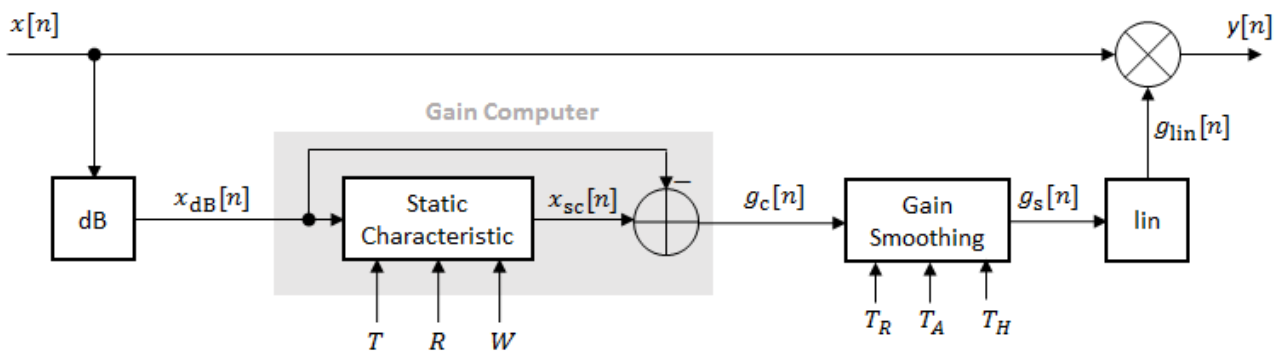 x[n]
y[n]
Gain Computer
g_lin[n]
dB
x_dB[n]
Static
Characteristic
x_sc[n]
−
g_c[n]
Gain
Smoothing
g_s[n]
lin
T
R
W
T_R
T_A
T_H